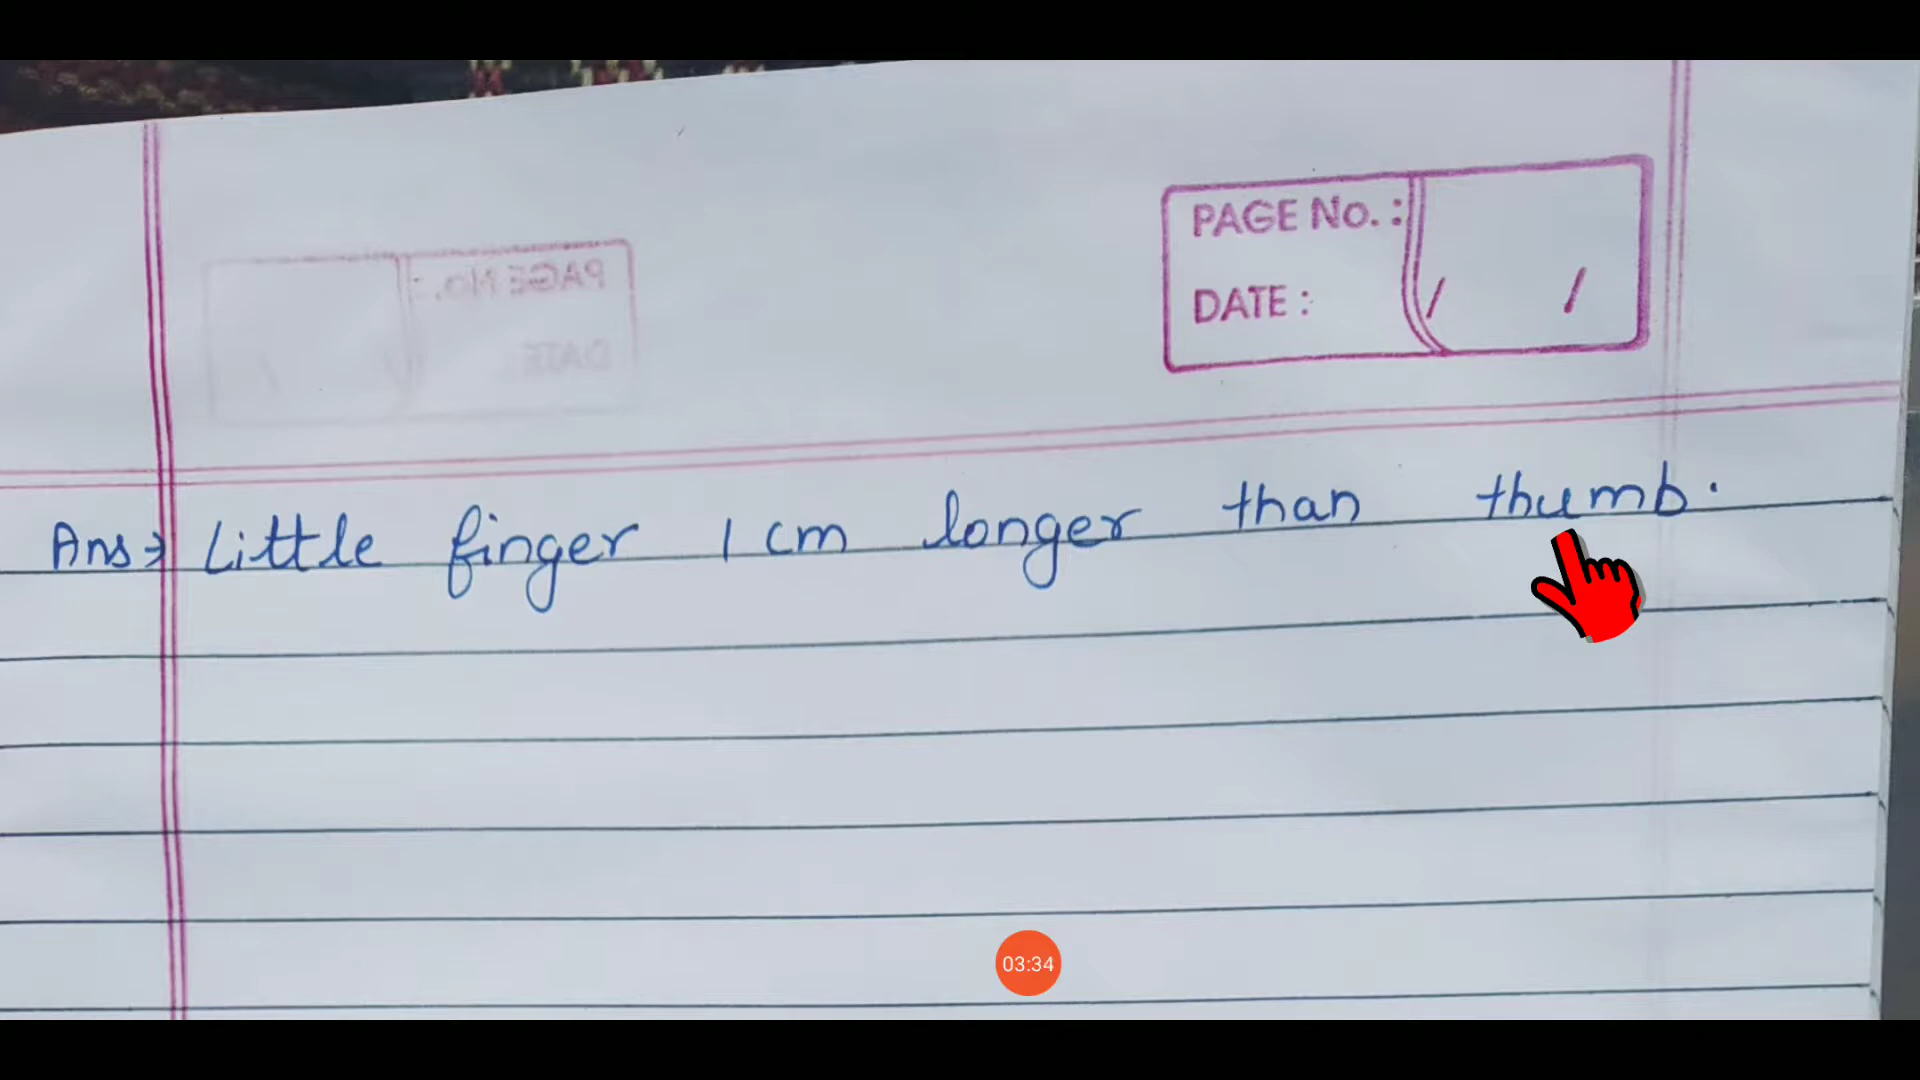 PAGE No. :
DATE : / /
Ans → Little finger 1 cm longer than thumb.
03:34